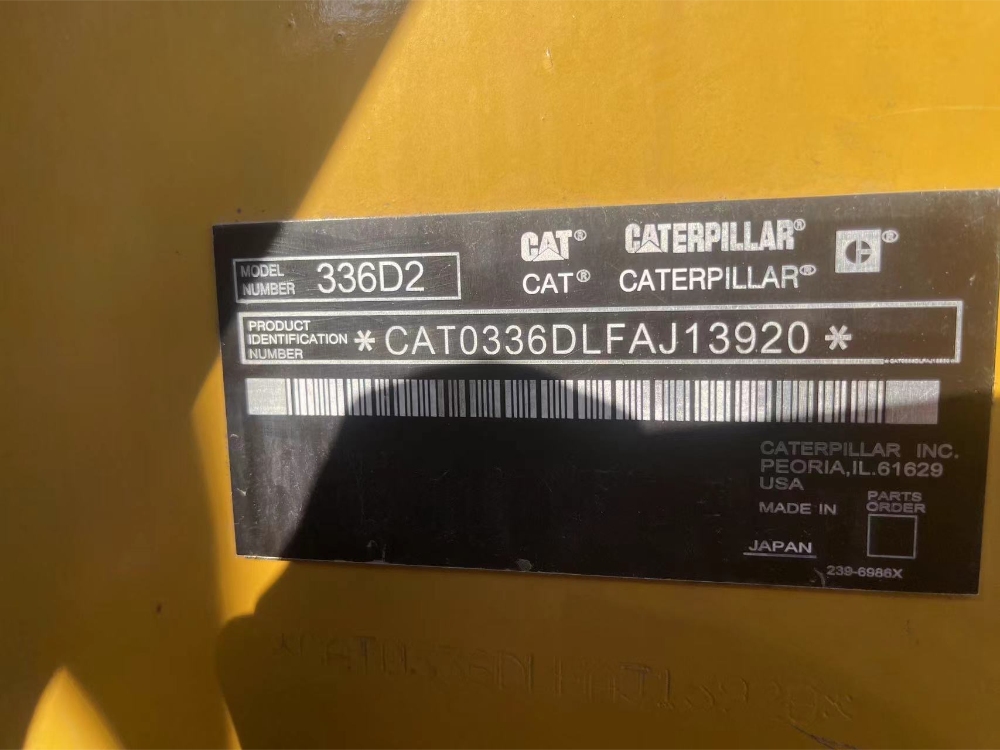 CAT® CATERPILLAR® C®
CAT® CATERPILLAR®
MODEL NUMBER 336D2
PRODUCT IDENTIFICATION NUMBER *CAT0336DLFAJ13920*
CATERPILLAR INC.
PEORIA,IL.61629
USA
MADE IN
JAPAN
PARTS
ORDER
239-6986X